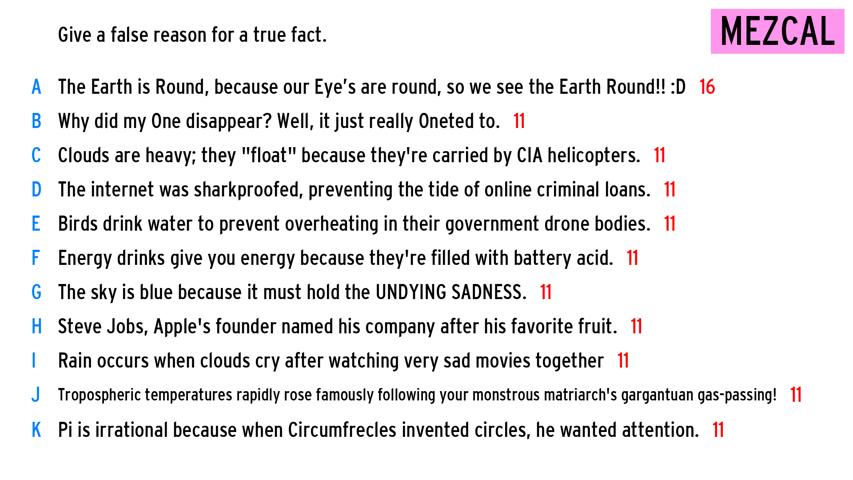 Give a false reason for a true fact.
MEZCAL
A The Earth is Round, because our Eye's are round, so we see the Earth Round!! :D 16
B Why did my One disappear? Well, it just really Oneted to. 11
C Clouds are heavy; they "float" because they're carried by CIA helicopters. 11
D The internet was sharkproofed, preventing the tide of online criminal loans. 11
E Birds drink water to prevent overheating in their government drone bodies. 11
F Energy drinks give you energy because they're filled with battery acid. 11
G The sky is blue because it must hold the UNDYING SADNESS. 11
H Steve Jobs, Apple's founder named his company after his favorite fruit. 11
I Rain occurs when clouds cry after watching very sad movies together 11
J Tropospheric temperatures rapidly rose famously following your monstrous matriarch's gargantuan gas-passing! 11
K Pi is irrational because when Circumfrecles invented circles, he wanted attention. 11